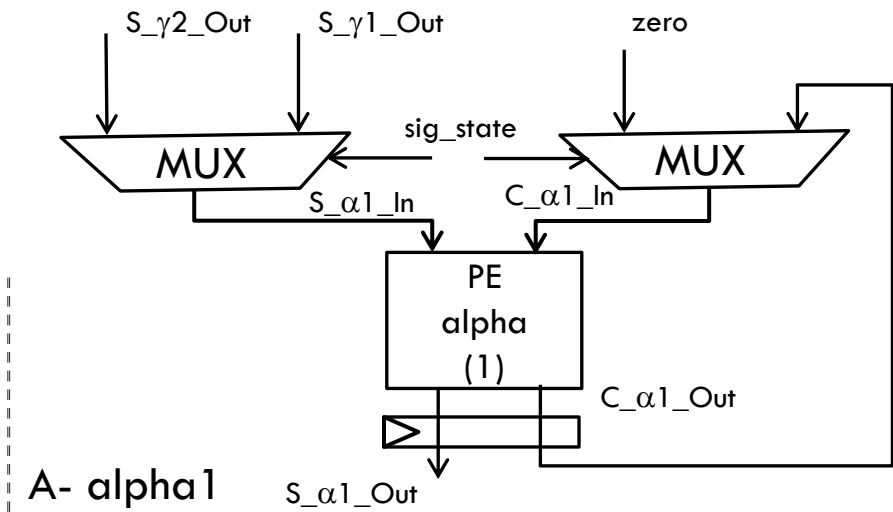 S_γ2_Out
S_γ1_Out
zero
sig_state
MUX
MUX
S_α1_In
C_α1_In
PE
alpha
(1)
C_α1_Out
A- alpha1
S_α1_Out